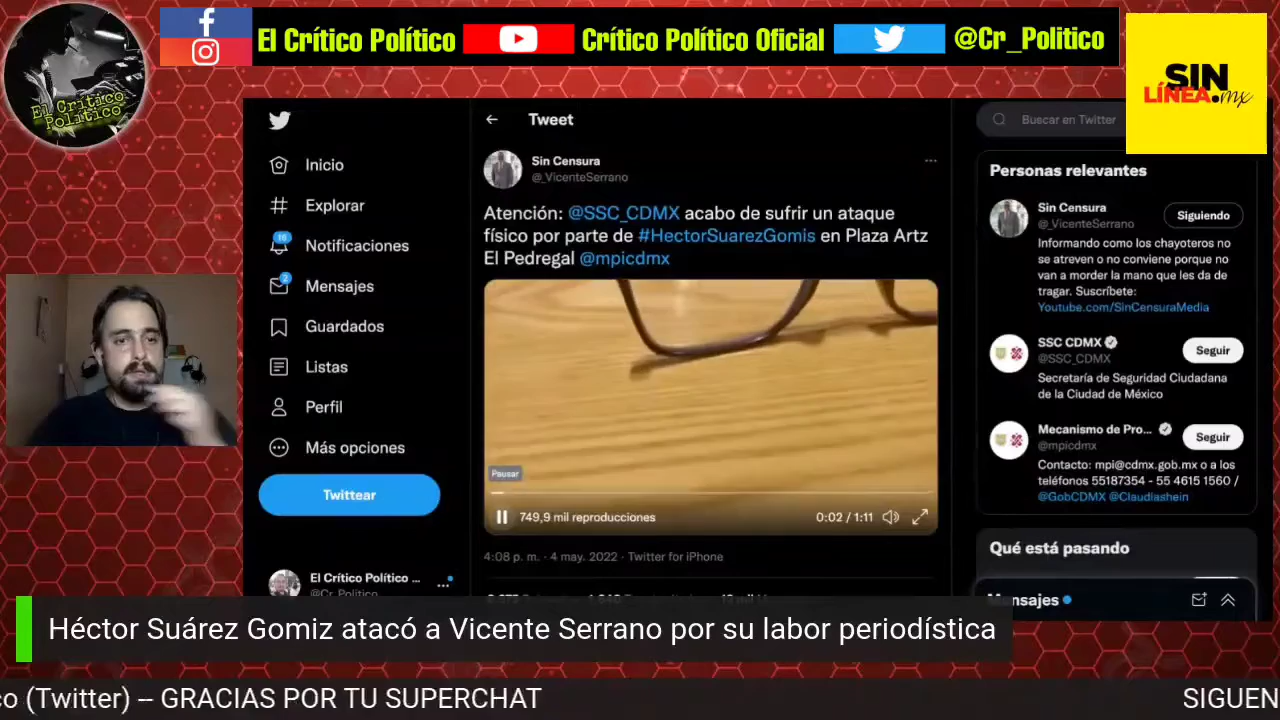 El Crítico Político
El Crítico Político
Crítico Político Oficial
@Cr_Politico
SIN
LÍNEA.mx
Inicio
Explorar
16
Notificaciones
2
Mensajes
Guardados
Listas
Perfil
Más opciones
Twittear
El Crítico Político ...
@Cr_Politico
Tweet
Sin Censura
@_VicenteSerrano
Atención: @SSC_CDMX acabo de sufrir un ataque
físico por parte de #HectorSuarezGomis en Plaza Artz
El Pedregal @mpicdmx
Pausar
749,9 mil reproducciones
0:02 / 1:11
4:08 p. m. · 4 may. 2022 · Twitter for iPhone
Buscar en Twitter
Personas relevantes
Sin Censura
@_VicenteSerrano
Siguiendo
Informando como los chayoteros no
se atreven o no conviene porque no
van a morder la mano que les da de
tragar. Suscríbete:
Youtube.com/SinCensuraMedia
SSC CDMX
@SSC_CDMX
Seguir
Secretaría de Seguridad Ciudadana
de la Ciudad de México
Mecanismo de Pro...
@mpicdmx
Seguir
Contacto: mpi@cdmx.gob.mx o a los
teléfonos 55187354 - 55 4615 1560 /
@GobCDMX @Claudiashein
Qué está pasando
Mensajes
Héctor Suárez Gomiz atacó a Vicente Serrano por su labor periodística
co (Twitter) -- GRACIAS POR TU SUPERCHAT
SIGUEN